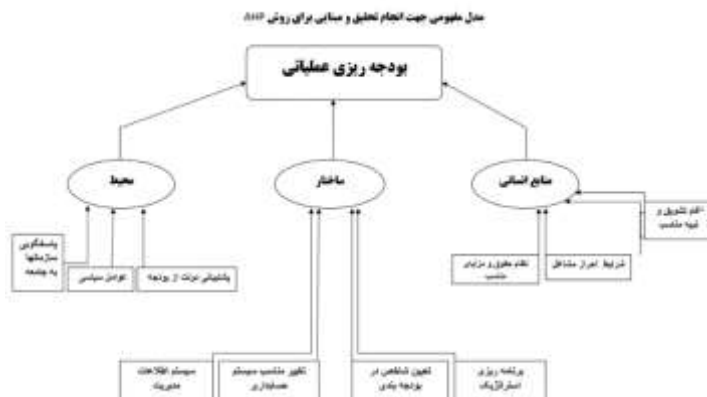 مدل مفهومی جهت انجام تحقیق و مبنایی برای روش AHP
بودجه ریزی عملیاتی
منابع انسانی
ساختار
محیط
نظام تشویق و
تنبیه مناسب
شرایط احراز مشاغل
نظام حقوق و مزایای
مناسب
پشتیبانی دولت از بودجه
عوامل سیاسی
پاسخگویی
سازمانها
به جامعه
برنامه ریزی
استراتژیک
تعیین شاخص در
بودجه بندی
تغییر مناسب سیستم
حسابداری
سیستم اطلاعات
مدیریت